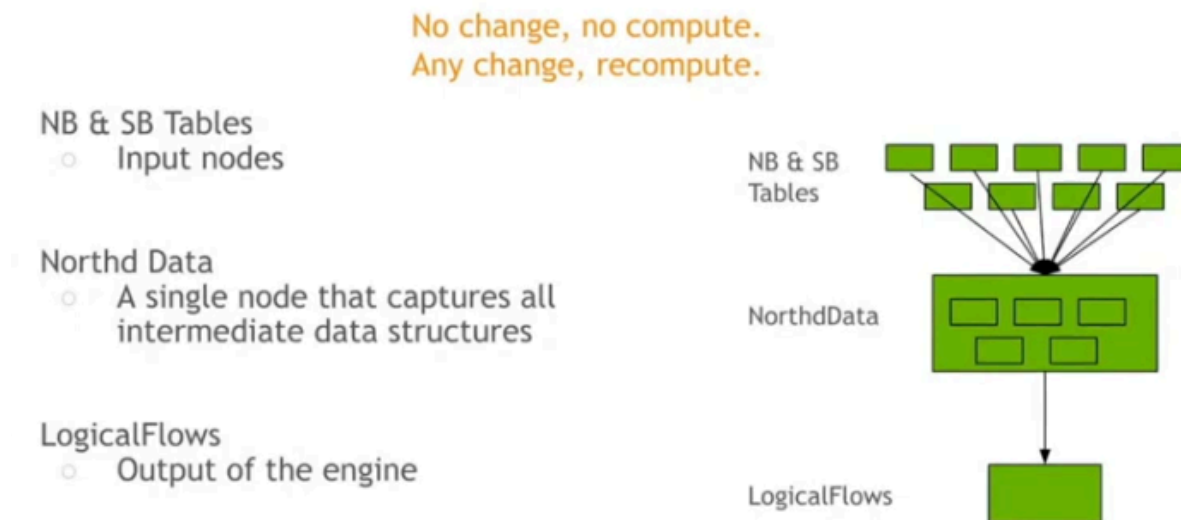 No change, no compute.
Any change, recompute.
NB & SB Tables
Input nodes
Northd Data
A single node that captures all
intermediate data structures
LogicalFlows
Output of the engine
NB & SB
Tables
NorthdData
LogicalFlows